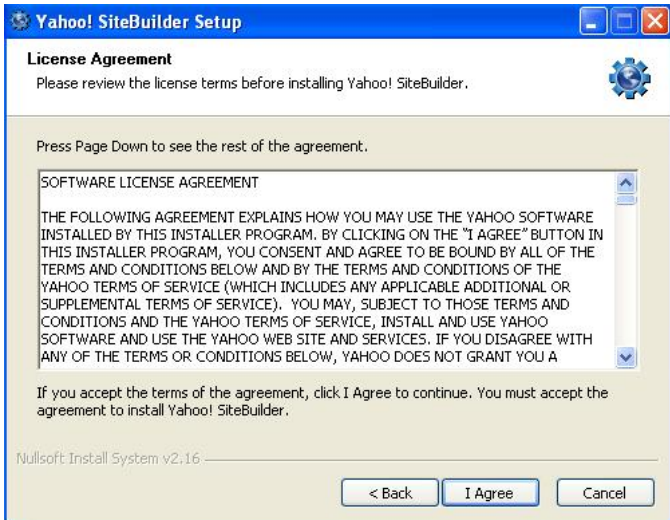 Yahoo! SiteBuilder Setup
License Agreement
Please review the license terms before installing Yahoo! SiteBuilder.
Press Page Down to see the rest of the agreement.
SOFTWARE LICENSE AGREEMENT
THE FOLLOWING AGREEMENT EXPLAINS HOW YOU MAY USE THE YAHOO SOFTWARE
INSTALLED BY THIS INSTALLER PROGRAM. BY CLICKING ON THE "I AGREE" BUTTON IN
THIS INSTALLER PROGRAM, YOU CONSENT AND AGREE TO BE BOUND BY ALL OF THE
TERMS AND CONDITIONS BELOW AND BY THE TERMS AND CONDITIONS OF THE
YAHOO TERMS OF SERVICE (WHICH INCLUDES ANY APPLICABLE ADDITIONAL OR
SUPPLEMENTAL TERMS OF SERVICE).  YOU MAY, SUBJECT TO THOSE TERMS AND
CONDITIONS AND THE YAHOO TERMS OF SERVICE, INSTALL AND USE YAHOO
SOFTWARE AND USE THE YAHOO WEB SITE AND SERVICES. IF YOU DISAGREE WITH
ANY OF THE TERMS OR CONDITIONS BELOW, YAHOO DOES NOT GRANT YOU A
If you accept the terms of the agreement, click I Agree to continue. You must accept the
agreement to install Yahoo! SiteBuilder.
Nullsoft Install System v2.16
< Back
I Agree
Cancel